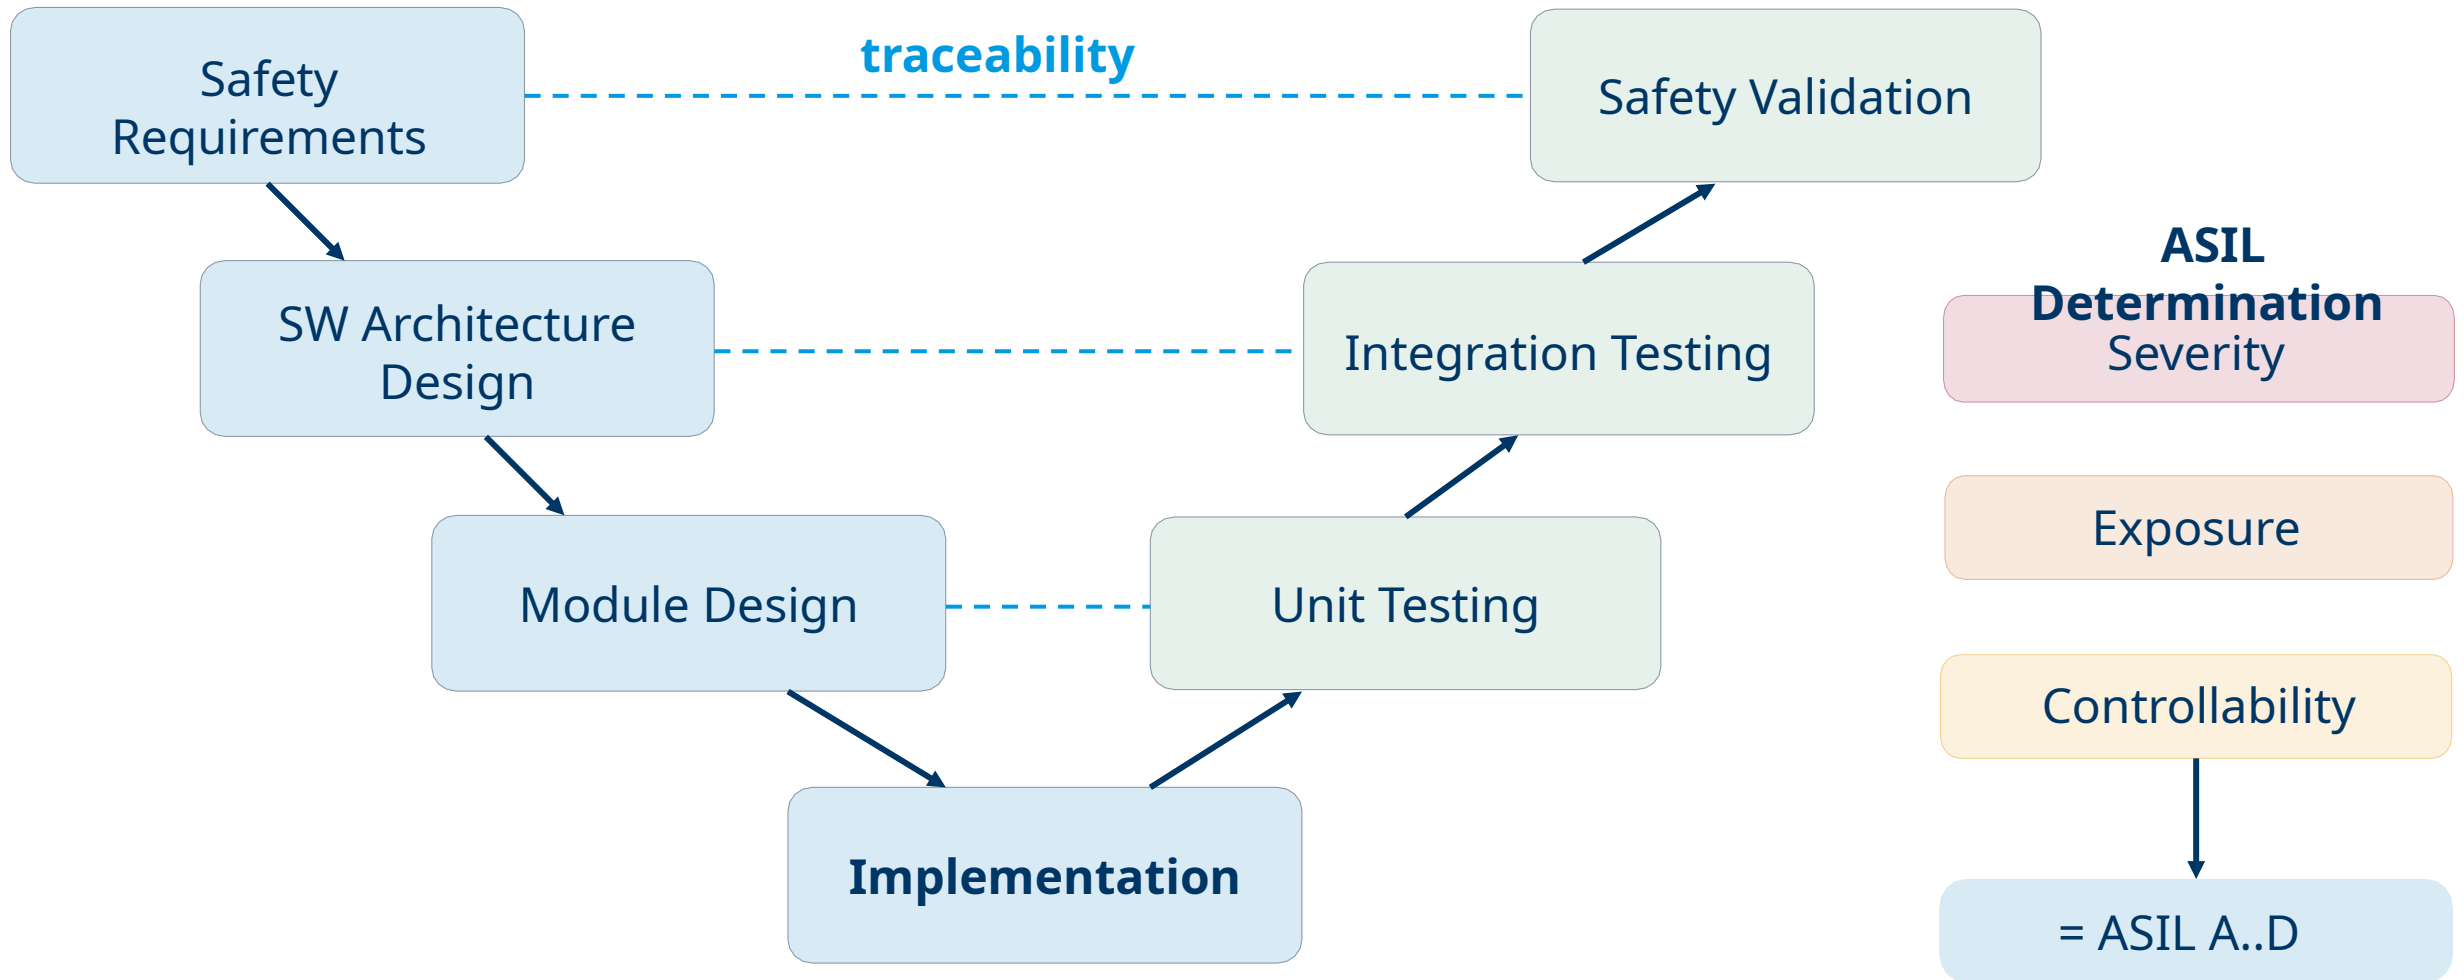 Safety
Requirements
traceability
Safety Validation
SW Architecture
Design
Integration Testing
Module Design
Unit Testing
Implementation
ASIL
Determination
Severity
Exposure
Controllability
= ASIL A..D